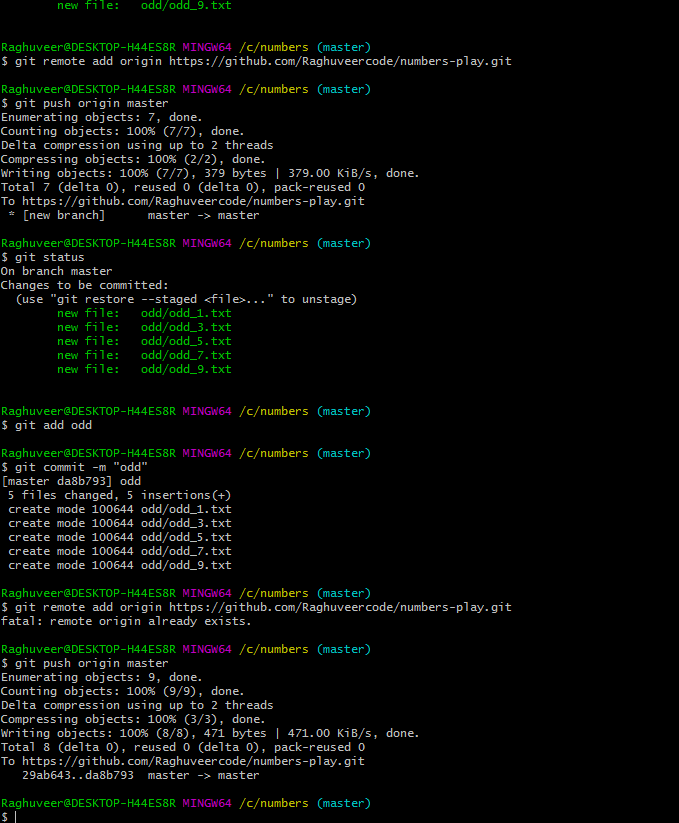 new file:   odd/odd_9.txt
Raghuveer@DESKTOP-H44ES8R MINGW64 /c/numbers (master)
$ git remote add origin https://github.com/Raghuveercode/numbers-play.git
Raghuveer@DESKTOP-H44ES8R MINGW64 /c/numbers (master)
$ git push origin master
Enumerating objects: 7, done.
Counting objects: 100% (7/7), done.
Delta compression using up to 2 threads
Compressing objects: 100% (2/2), done.
Writing objects: 100% (7/7), 379 bytes | 379.00 KiB/s, done.
Total 7 (delta 0), reused 0 (delta 0), pack-reused 0
To https://github.com/Raghuveercode/numbers-play.git
 * [new branch]      master -> master
Raghuveer@DESKTOP-H44ES8R MINGW64 /c/numbers (master)
$ git status
On branch master
Changes to be committed:
  (use "git restore --staged <file>..." to unstage)
        new file:   odd/odd_1.txt
        new file:   odd/odd_3.txt
        new file:   odd/odd_5.txt
        new file:   odd/odd_7.txt
        new file:   odd/odd_9.txt
Raghuveer@DESKTOP-H44ES8R MINGW64 /c/numbers (master)
$ git add odd
Raghuveer@DESKTOP-H44ES8R MINGW64 /c/numbers (master)
$ git commit -m "odd"
[master da8b793] odd
 5 files changed, 5 insertions(+)
 create mode 100644 odd/odd_1.txt
 create mode 100644 odd/odd_3.txt
 create mode 100644 odd/odd_5.txt
 create mode 100644 odd/odd_7.txt
 create mode 100644 odd/odd_9.txt
Raghuveer@DESKTOP-H44ES8R MINGW64 /c/numbers (master)
$ git remote add origin https://github.com/Raghuveercode/numbers-play.git
fatal: remote origin already exists.
Raghuveer@DESKTOP-H44ES8R MINGW64 /c/numbers (master)
$ git push origin master
Enumerating objects: 9, done.
Counting objects: 100% (9/9), done.
Delta compression using up to 2 threads
Compressing objects: 100% (3/3), done.
Writing objects: 100% (8/8), 471 bytes | 471.00 KiB/s, done.
Total 8 (delta 0), reused 0 (delta 0), pack-reused 0
To https://github.com/Raghuveercode/numbers-play.git
   29ab643..da8b793  master -> master
Raghuveer@DESKTOP-H44ES8R MINGW64 /c/numbers (master)
$